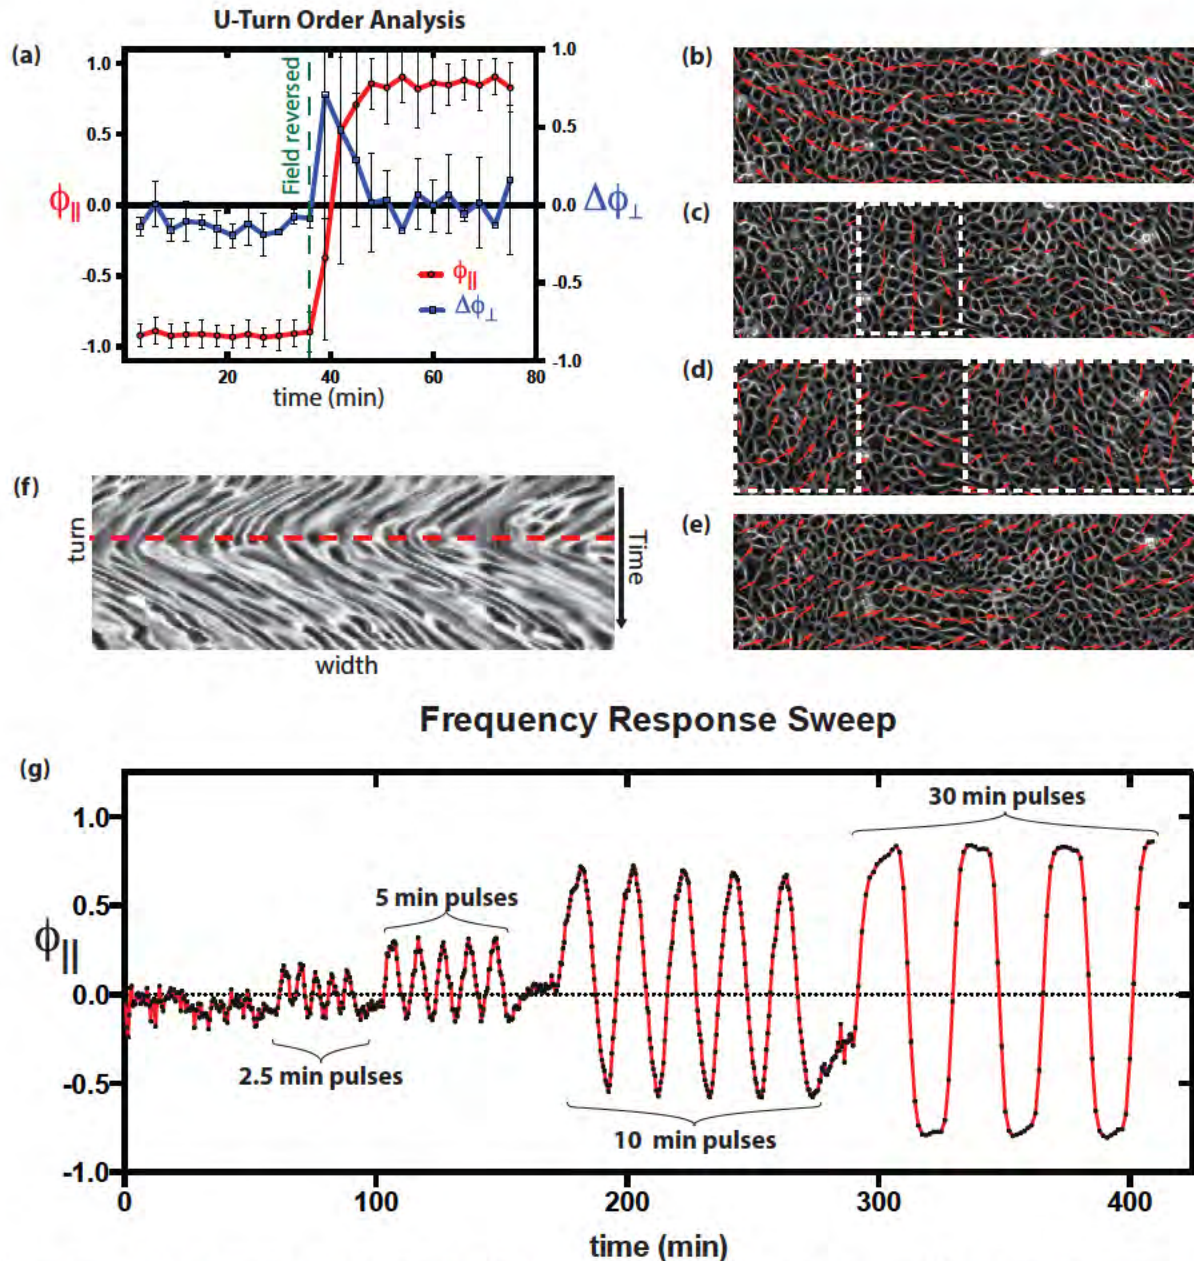 U-Turn Order Analysis
(a)
1.0
0.5
0.0
-0.5
-1.0
ϕ||
Field reversed
1.0
0.5
0.0
-0.5
-1.0
Δϕ⊥
ϕ||
Δϕ⊥
20
40
60
80
time (min)
(b)
(c)
(d)
(e)
(f)
turn
Time
width
Frequency Response Sweep
(g)
1.0
0.5
0.0
-0.5
-1.0
ϕ||
2.5 min pulses
5 min pulses
10 min pulses
30 min pulses
0
100
200
300
400
time (min)